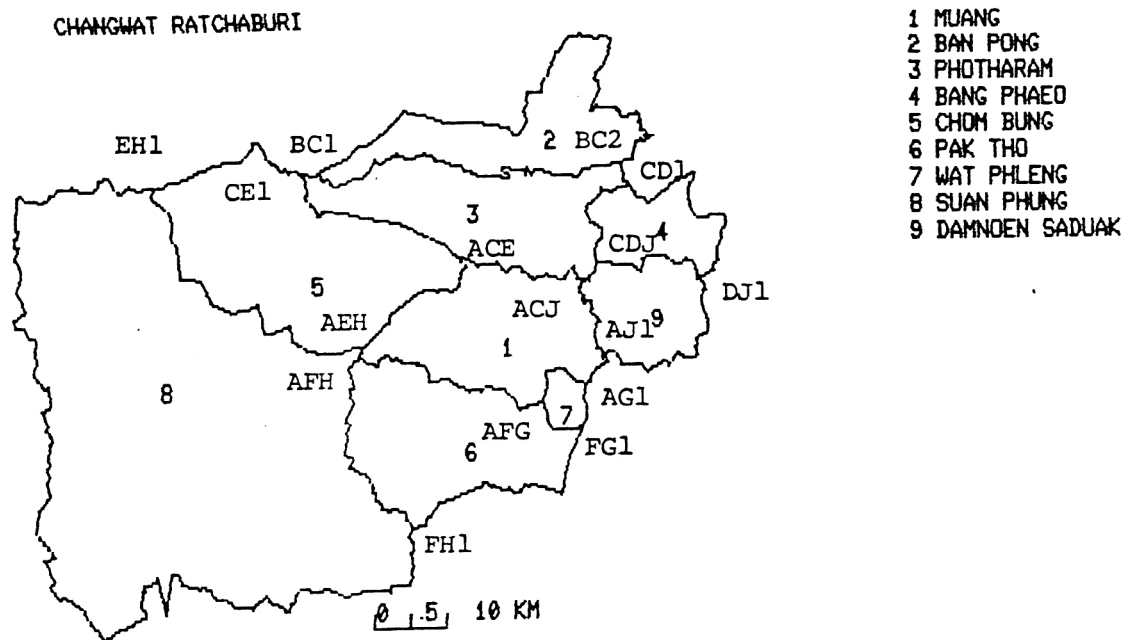 CHANGWAT RATCHABURI
1 MUANG
2 BAN PONG
3 PHOTHARAM
4 BANG PHAEO
5 CHOM BUNG
6 PAK THO
7 WAT PHLENG
8 SUAN PHUNG
9 DAMNOEN SADUAK
EH1
BC1
2
BC2
CE1
CD1
3
ACE
CDJ
4
5
DJ1
AEH
ACJ
1
AJ1
9
AFH
8
AG1
7
AFG
6
FG1
FH1
0 .5 10 KM